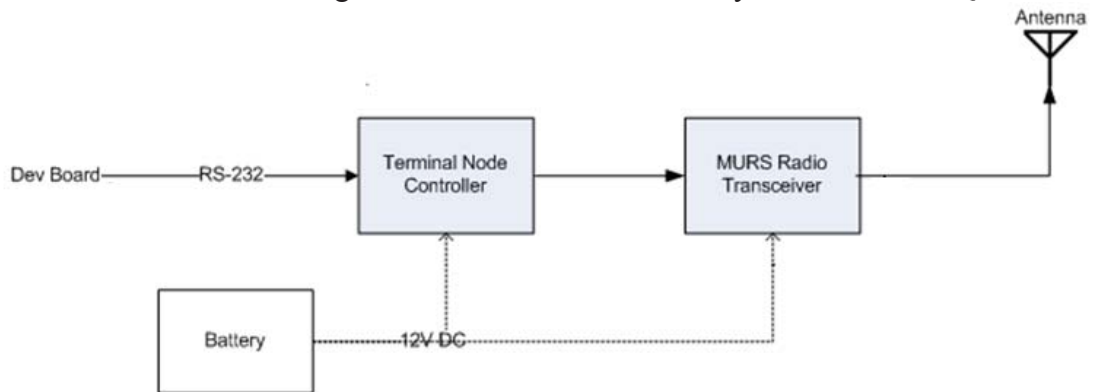 Antenna
Terminal Node
Controller
MURS Radio
Transceiver
Dev Board
RS-232
Battery
12V DC